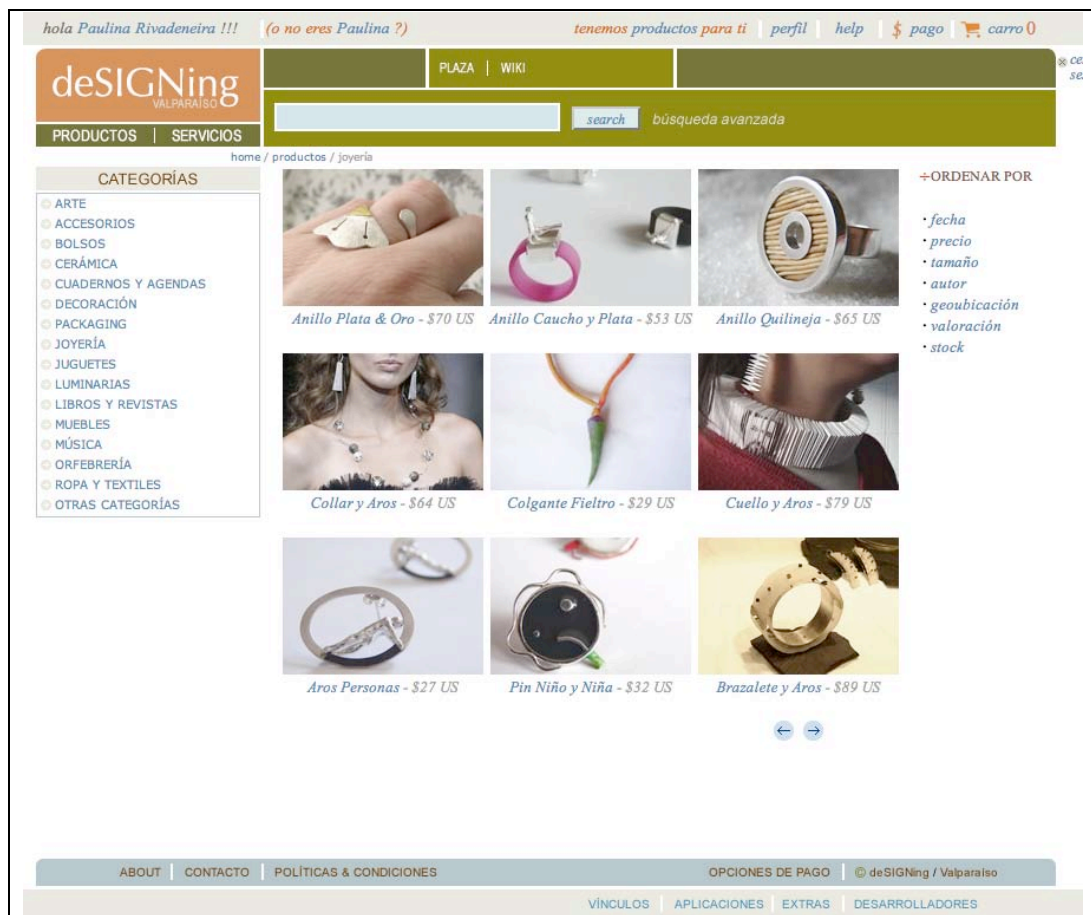 hola Paulina Rivadeneira !!! (o no eres Paulina ?) tenemos productos para ti perfil help $ pago carro 0
deSIGNing
VALPARAÍSO
PLAZA | WIKI
search búsqueda avanzada
PRODUCTOS | SERVICIOS
home / productos / joyería
CATEGORÍAS
ARTE
ACCESORIOS
BOLSOS
CERÁMICA
CUADERNOS Y AGENDAS
DECORACIÓN
PACKAGING
JOYERÍA
JUGUETES
LUMINARIAS
LIBROS Y REVISTAS
MUEBLES
MÚSICA
ORFEBRERÍA
ROPA Y TEXTILES
OTRAS CATEGORÍAS
Anillo Plata & Oro - $70 US Anillo Caucho y Plata - $53 US Anillo Quilineja - $65 US
Collar y Aros - $64 US Colgante Fieltro - $29 US Cuello y Aros - $79 US
Aros Personas - $27 US Pin Niño y Niña - $32 US Brazalete y Aros - $89 US
÷ORDENAR POR
· fecha
· precio
· tamaño
· autor
· geoubicación
· valoración
· stock
ABOUT CONTACTO POLÍTICAS & CONDICIONES OPCIONES DE PAGO © deSIGNing / Valparaíso
VÍNCULOS APLICACIONES EXTRAS DESARROLLADORES